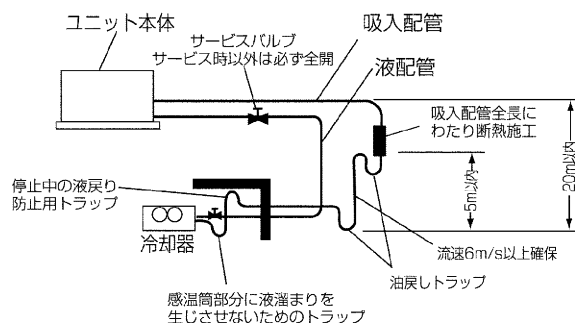 ユニット本体
吸入配管
サービスバルブ
サービス時以外は必ず全開
液配管
吸入配管全長に
わたり断熱施工
20m以内
5m以内
停止中の液戻り
防止用トラップ
冷却器
流速6m/s以上確保
油戻しトラップ
感温筒部分に液溜まりを
生じさせないためのトラップ